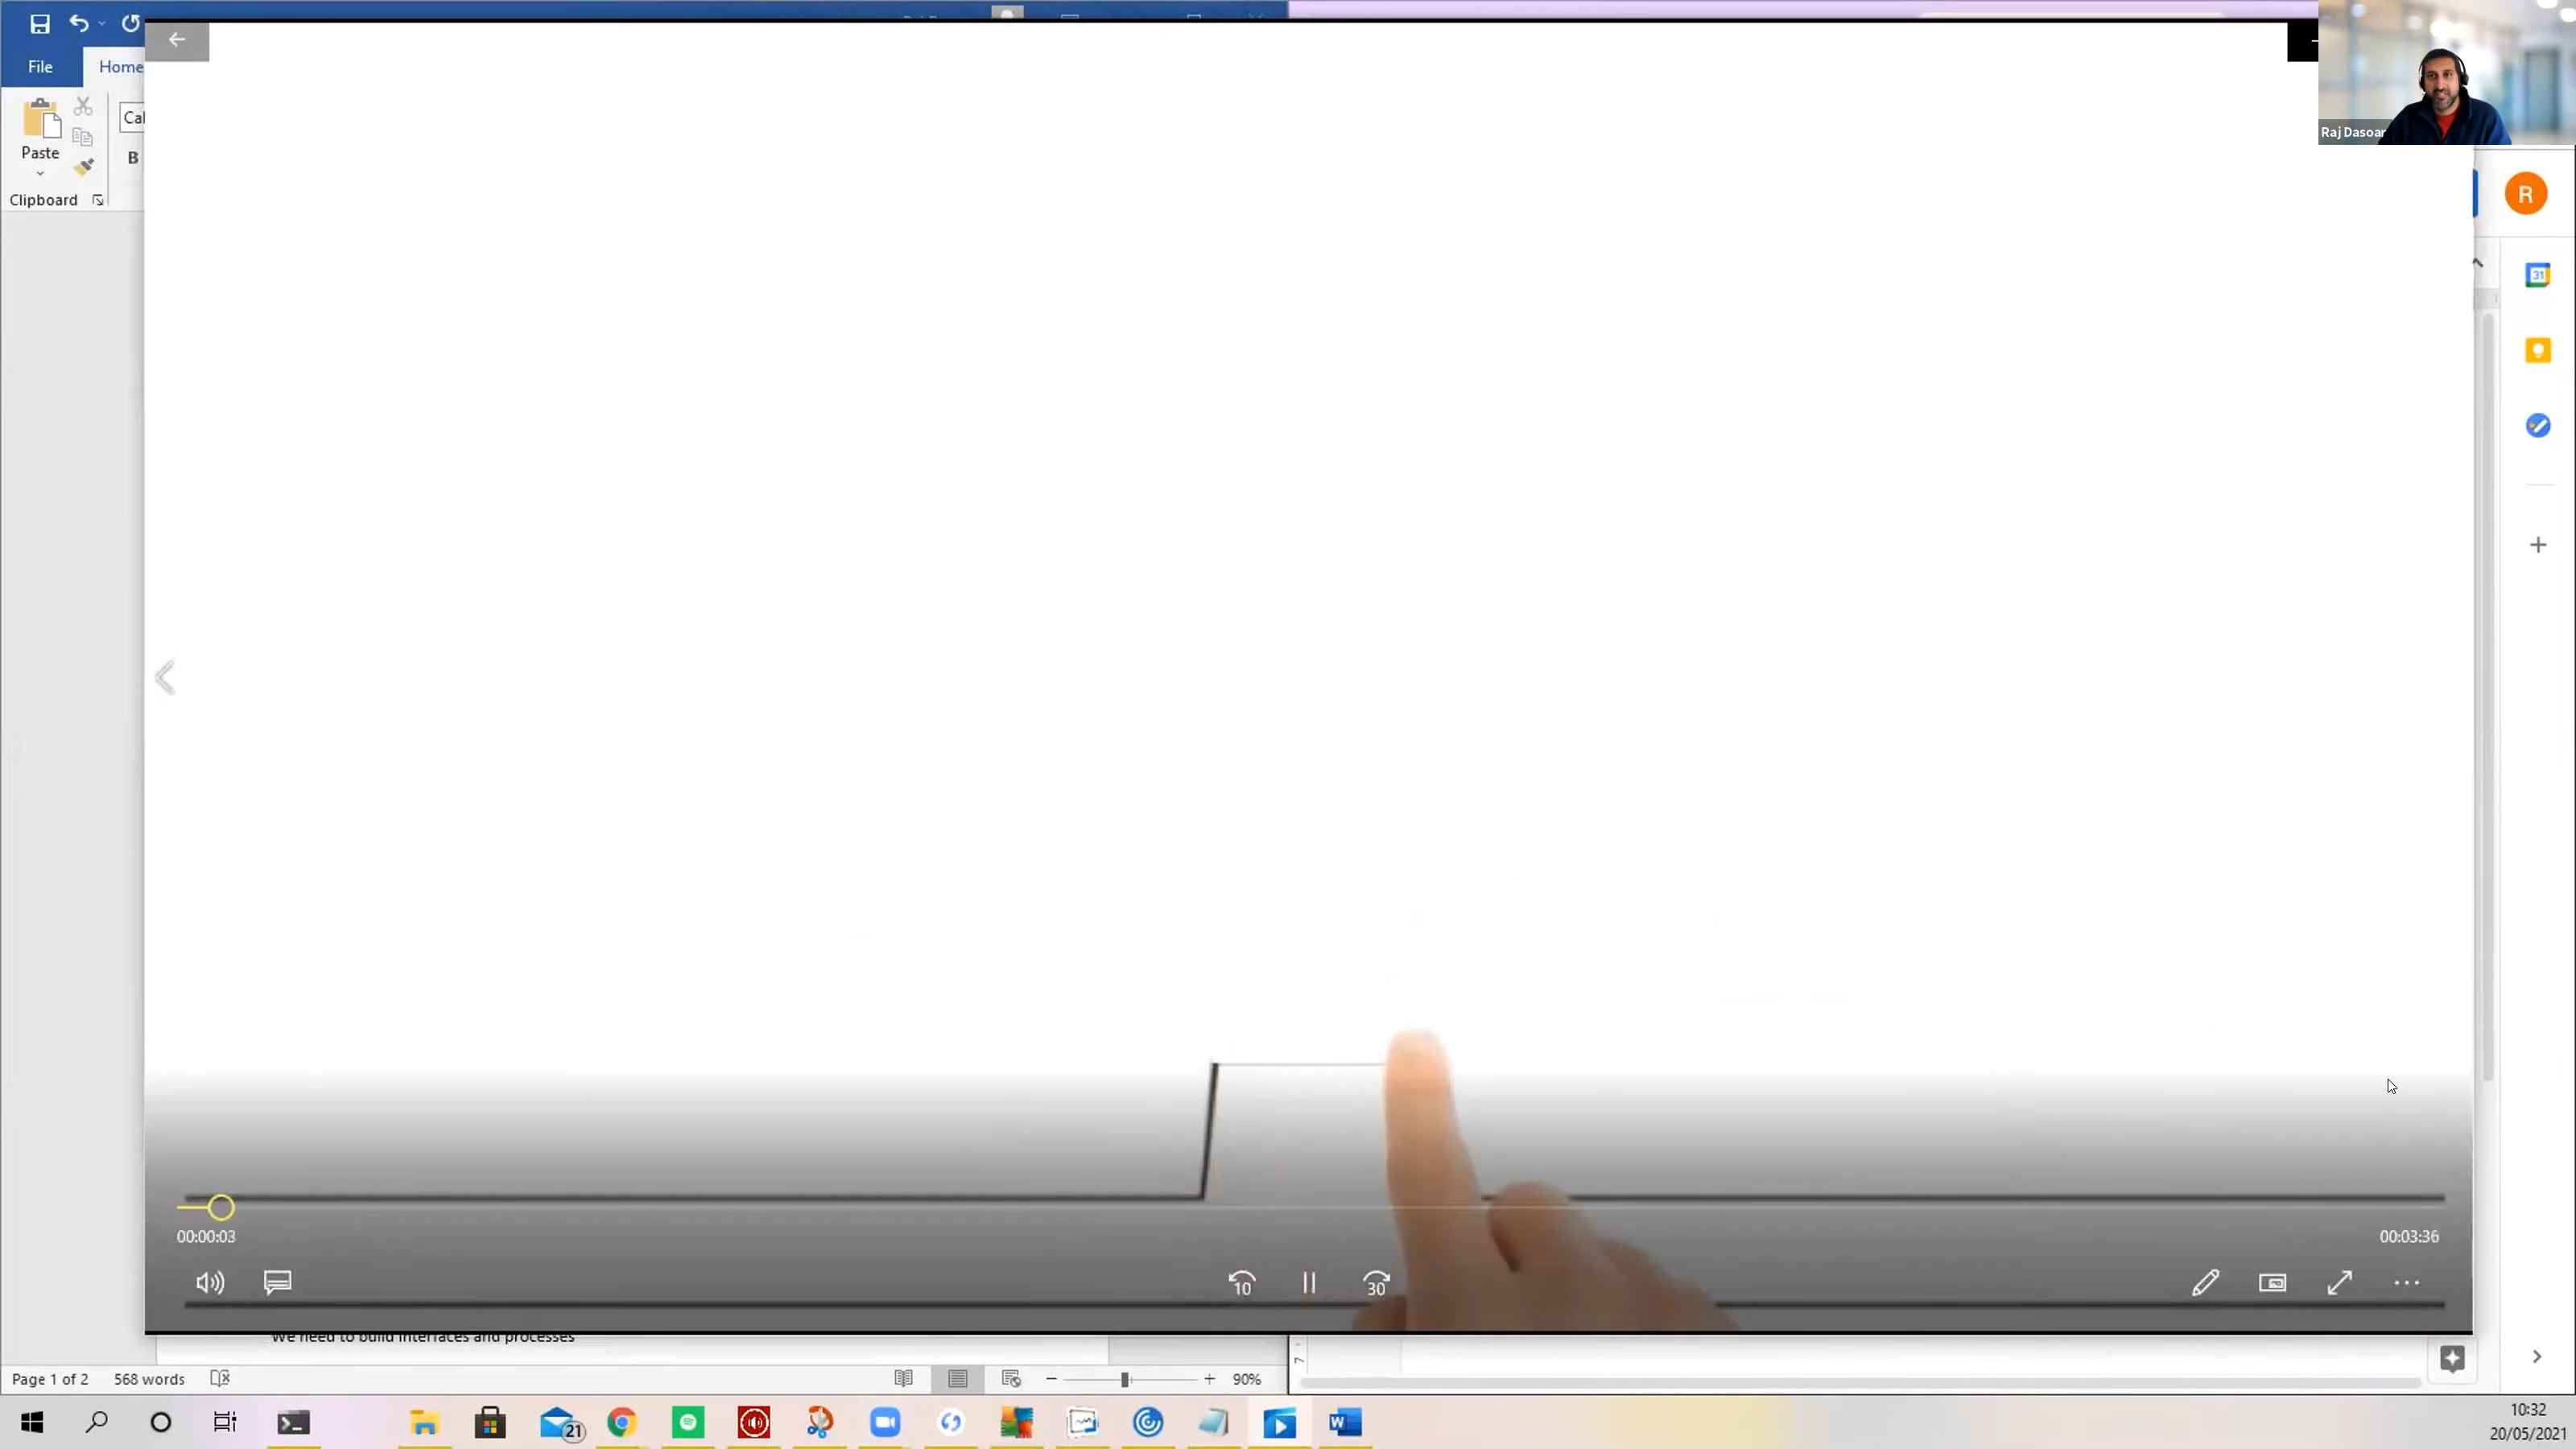 File Home
Raj Dasoar
Cal
Paste
B
R
Clipboard
31
00:00:03
00:03:36
10
30
We need to build interfaces and processes
7
Page 1 of 2 568 words
90%
21
W
10:32
20/05/2021